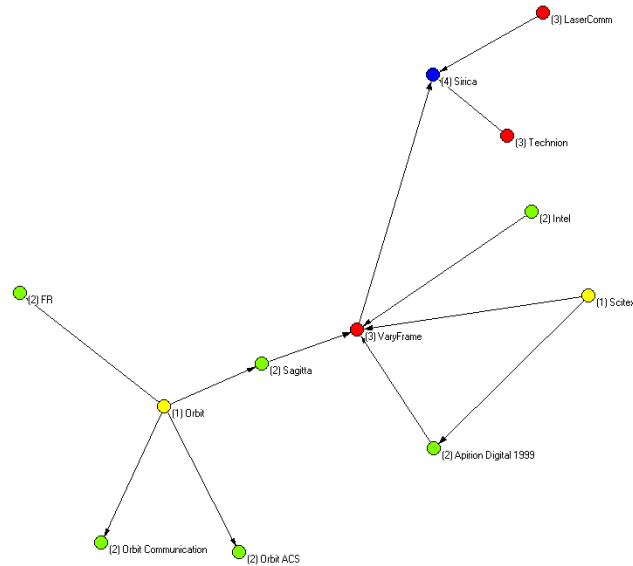 (3) LaserComm
(4) Sirica
(3) Technion
(2) Intel
(2) FR
(1) Scitex
(3) VaryFrame
(2) Sagitta
(1) Orbit
(2) Apirion Digital 1999
(2) Orbit Communication
(2) Orbit ACS